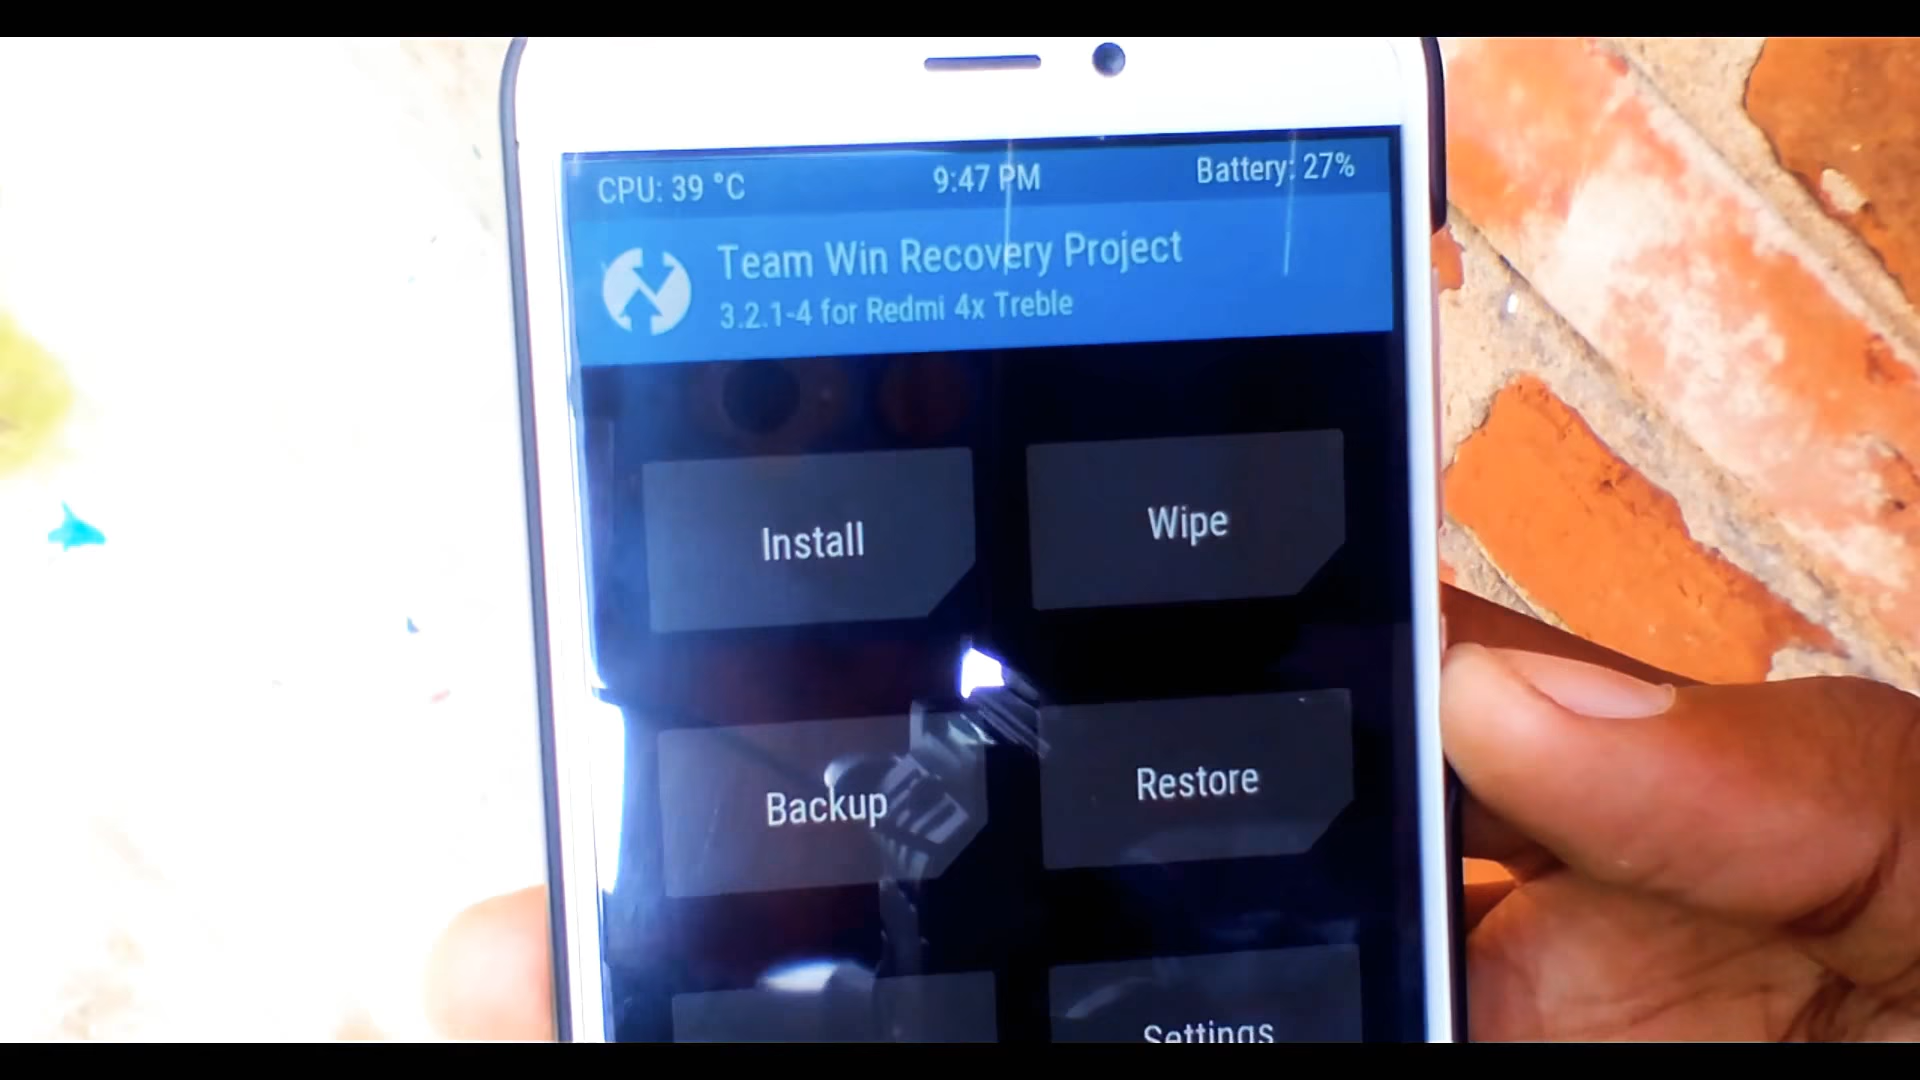 CPU: 39 °C 9:47 PM Battery: 27%
Team Win Recovery Project
3.2.1-4 for Redmi 4x Treble
Install Wipe
Backup Restore
Settings